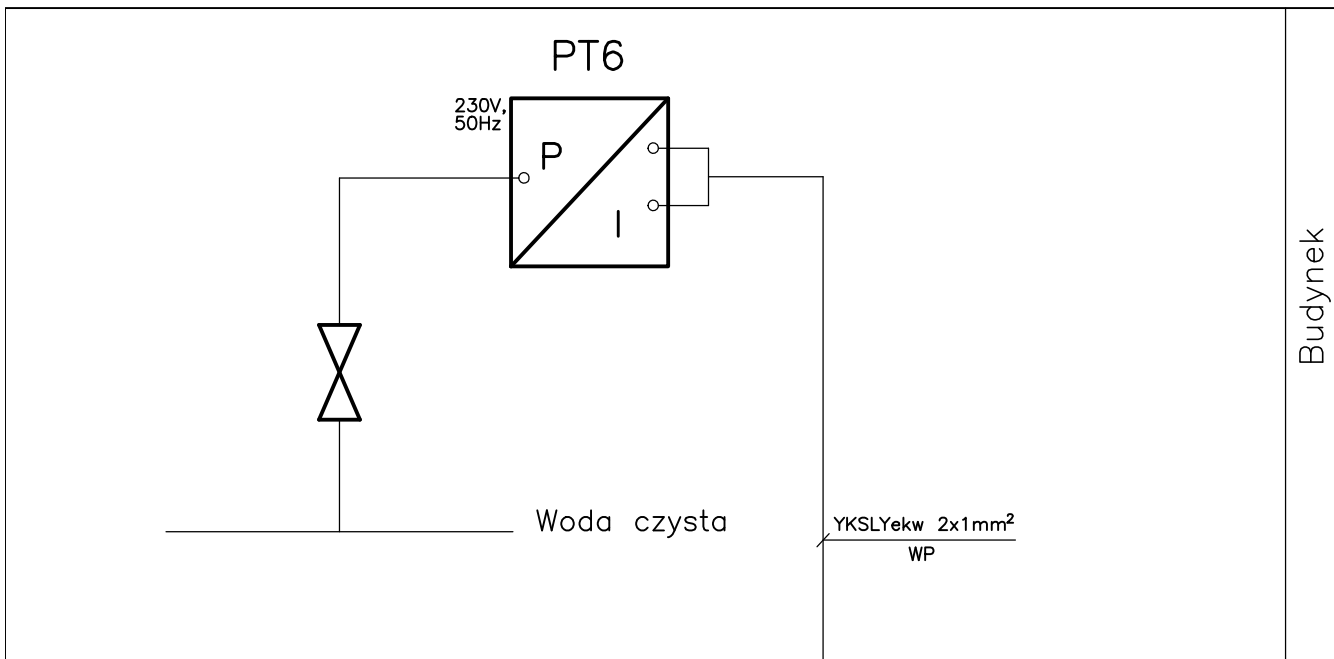 PT6
230V,
50Hz
P
I
Budynek
Woda czysta
YKSLYekw 2x1mm²
WP